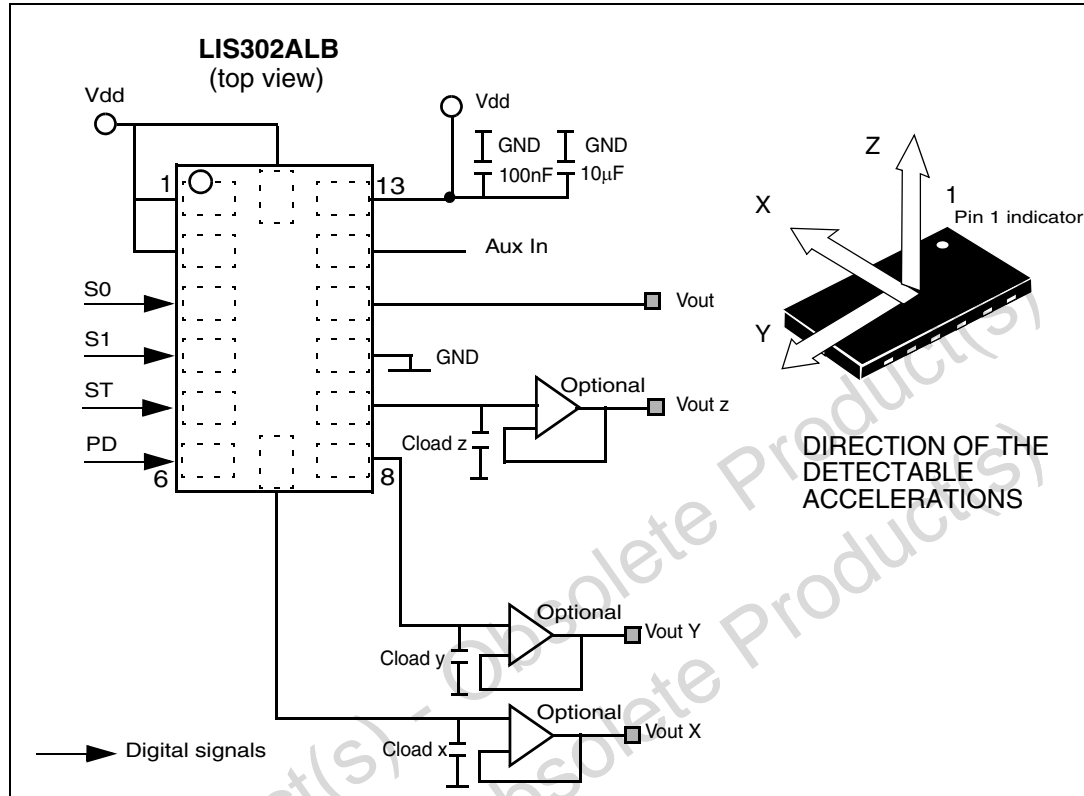 LIS302ALB
(top view)
Vdd
Vdd
GND
GND
100nF
10μF
1
13
Aux In
S0
Vout
S1
GND
ST
Optional
Vout z
PD
Cload z
6
8
Optional
Vout Y
Cload y
Optional
Vout X
Cload x
Digital signals
Z
X
1
Pin 1 indicator
Y
DIRECTION OF THE
DETECTABLE
ACCELERATIONS
ct(s) - Obsolete Product(s)
bsolete Product(s)